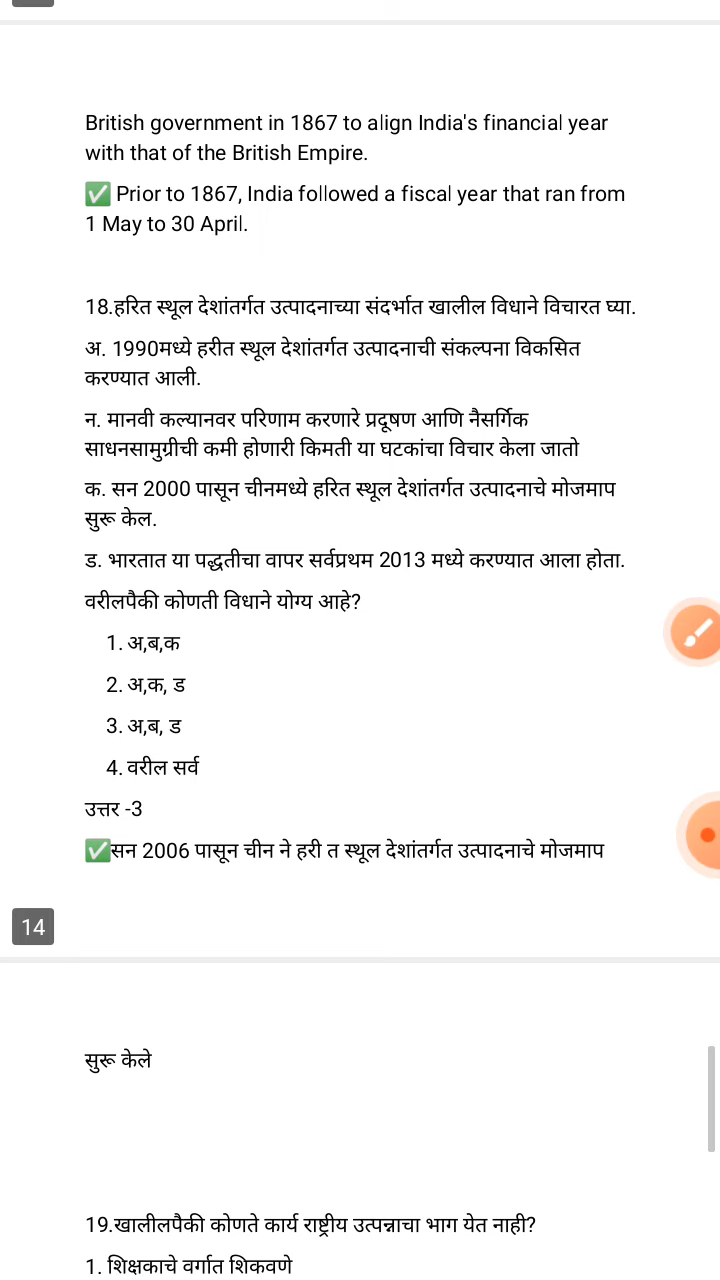 British government in 1867 to align India's financial year
with that of the British Empire.
✅ Prior to 1867, India followed a fiscal year that ran from
1 May to 30 April.
18.हरित स्थूल देशांतर्गत उत्पादनाच्या संदर्भात खालील विधाने विचारत घ्या.
अ. 1990मध्ये हरीत स्थूल देशांतर्गत उत्पादनाची संकल्पना विकसित
करण्यात आली.
न. मानवी कल्यानवर परिणाम करणारे प्रदूषण आणि नैसर्गिक
साधनसामुग्रीची कमी होणारी किमती या घटकांचा विचार केला जातो
क. सन 2000 पासून चीनमध्ये हरित स्थूल देशांतर्गत उत्पादनाचे मोजमाप
सुरू केल.
ड. भारतात या पद्धतीचा वापर सर्वप्रथम 2013 मध्ये करण्यात आला होता.
वरीलपैकी कोणती विधाने योग्य आहे?
1. अ,ब,क
2. अ,क, ड
3. अ,ब, ड
4. वरील सर्व
उत्तर -3
✅सन 2006 पासून चीन ने हरी त स्थूल देशांतर्गत उत्पादनाचे मोजमाप
14
सुरू केले
19.खालीलपैकी कोणते कार्य राष्ट्रीय उत्पन्नाचा भाग येत नाही?
1. शिक्षकाचे वर्गात शिकवणे